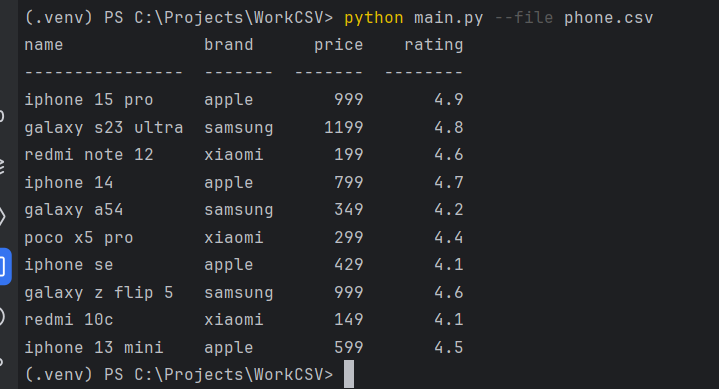 (.venv) PS C:\Projects\WorkCSV> python main.py --file phone.csv
name brand price rating
---------------- ------- ------- --------
iphone 15 pro apple 999 4.9
galaxy s23 ultra samsung 1199 4.8
redmi note 12 xiaomi 199 4.6
iphone 14 apple 799 4.7
galaxy a54 samsung 349 4.2
poco x5 pro xiaomi 299 4.4
iphone se apple 429 4.1
galaxy z flip 5 samsung 999 4.6
redmi 10c xiaomi 149 4.1
iphone 13 mini apple 599 4.5
(.venv) PS C:\Projects\WorkCSV>